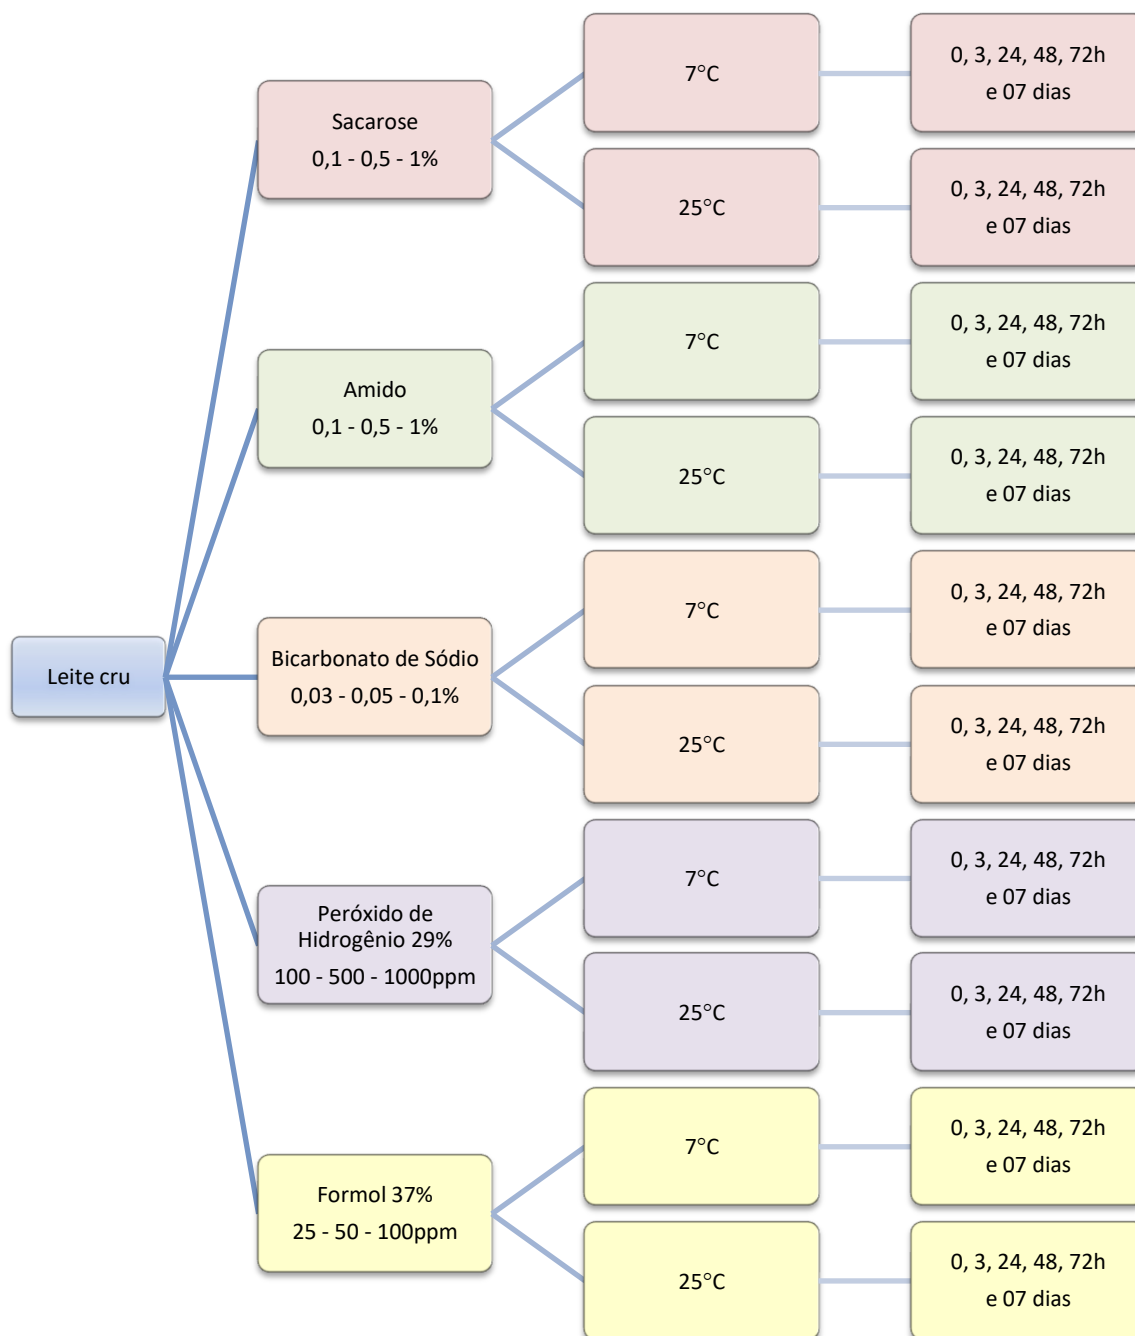 Leite cru
Sacarose
0,1 - 0,5 - 1%
7°C
0, 3, 24, 48, 72h
e 07 dias
25°C
0, 3, 24, 48, 72h
e 07 dias
Amido
0,1 - 0,5 - 1%
7°C
0, 3, 24, 48, 72h
e 07 dias
25°C
0, 3, 24, 48, 72h
e 07 dias
Bicarbonato de Sódio
0,03 - 0,05 - 0,1%
7°C
0, 3, 24, 48, 72h
e 07 dias
25°C
0, 3, 24, 48, 72h
e 07 dias
Peróxido de
Hidrogênio 29%
100 - 500 - 1000ppm
7°C
0, 3, 24, 48, 72h
e 07 dias
25°C
0, 3, 24, 48, 72h
e 07 dias
Formol 37%
25 - 50 - 100ppm
7°C
0, 3, 24, 48, 72h
e 07 dias
25°C
0, 3, 24, 48, 72h
e 07 dias